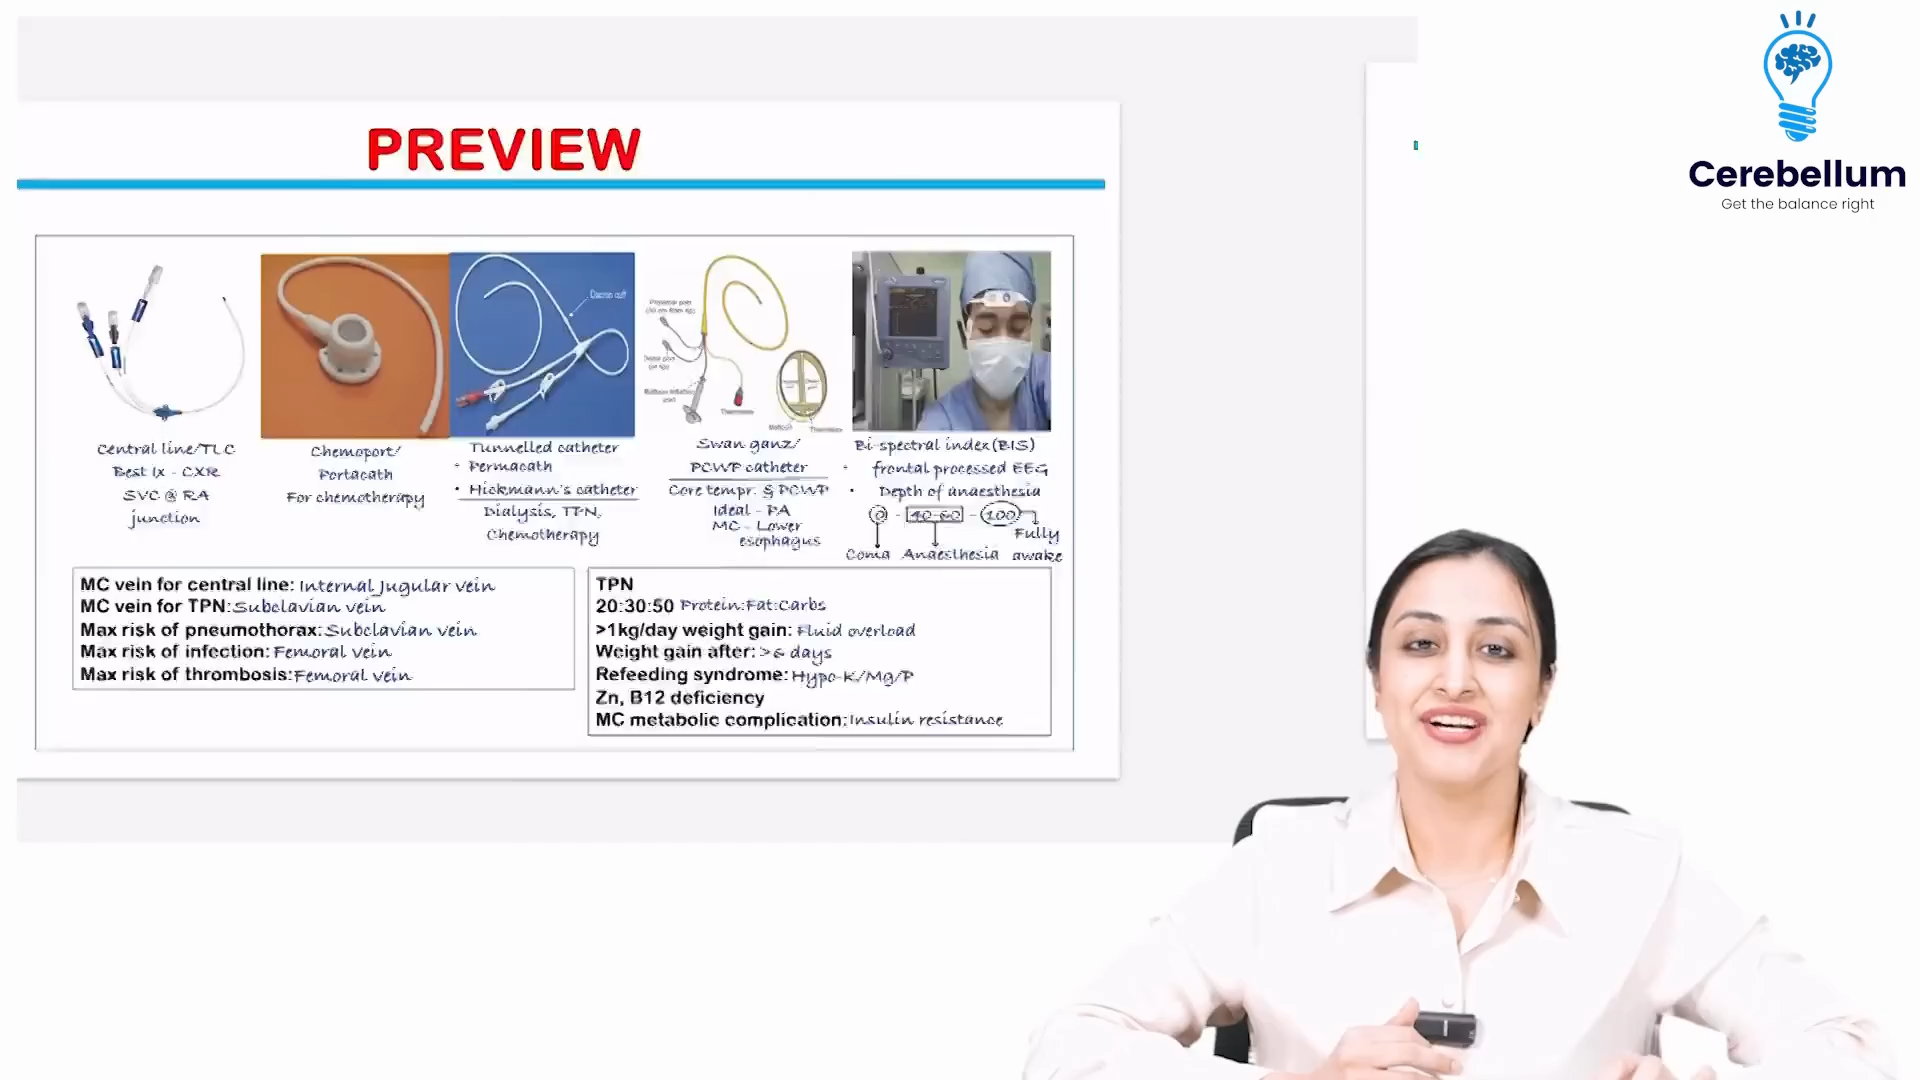 PREVIEW
Cerebellum
Get the balance right
Dacron cuff
Central line/TLC
Best Ix - CXR
SVC @ RA
junction
Chemoport/
Portacath
For chemotherapy
Tunnelled catheter
• Permacath
• Hickmann's catheter
Dialysis, TPN,
Chemotherapy
Swan ganz/
PCWP catheter
Core tempr. & PCWP
Ideal - PA
MC - Lower
esophagus
Bi-spectral index(BIS)
• frontal processed EEG
• Depth of anaesthesia
0 - 40-60 - 100
Fully
Coma Anaesthesia awake
MC vein for central line: Internal Jugular vein
MC vein for TPN: Subclavian vein
Max risk of pneumothorax: Subclavian vein
Max risk of infection: Femoral vein
Max risk of thrombosis: Femoral vein
TPN
20:30:50 Protein:Fat:Carbs
>1kg/day weight gain: Fluid overload
Weight gain after: >6 days
Refeeding syndrome: Hypo-K/Mg/P
Zn, B12 deficiency
MC metabolic complication: Insulin resistance